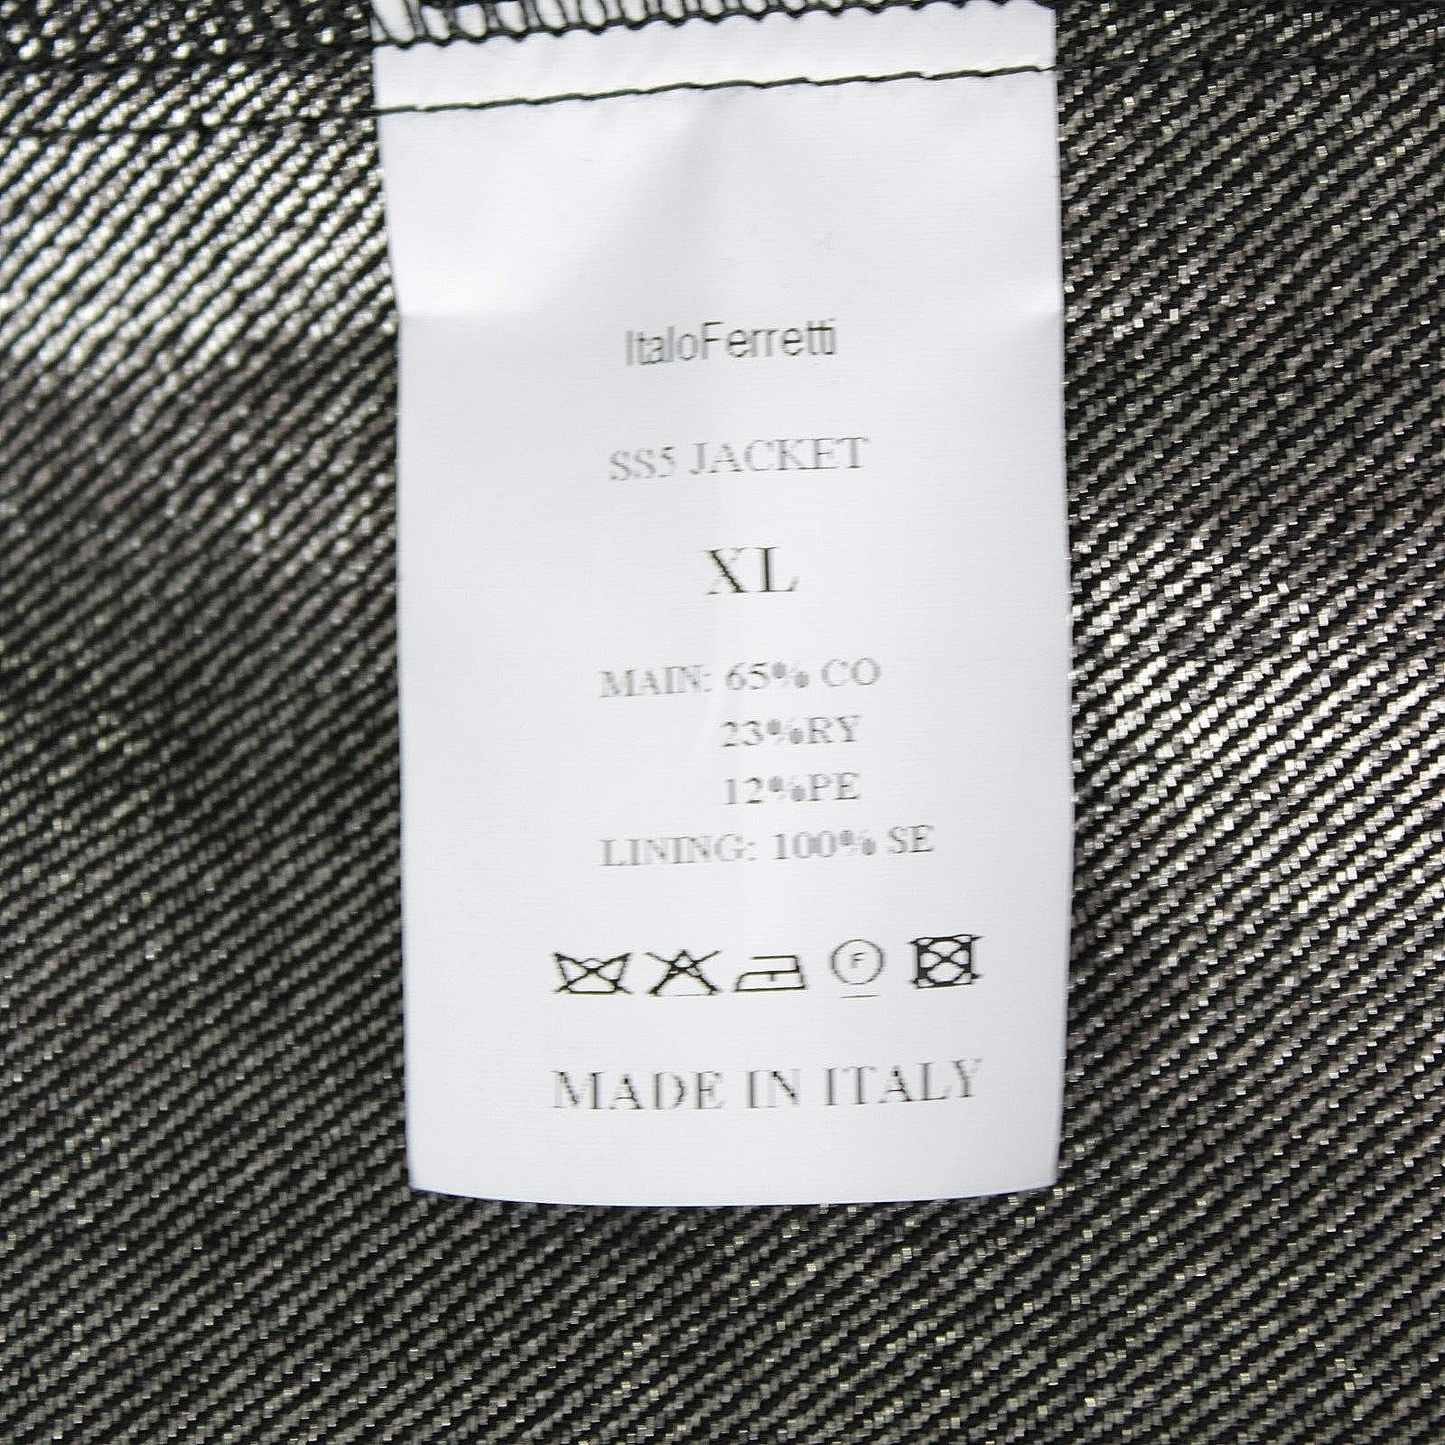 ItaloFerretti
SS5 JACKET
XL
MAIN: 65% CO
23%RY
12%PE
LINING: 100% SE
F
MADE IN ITALY